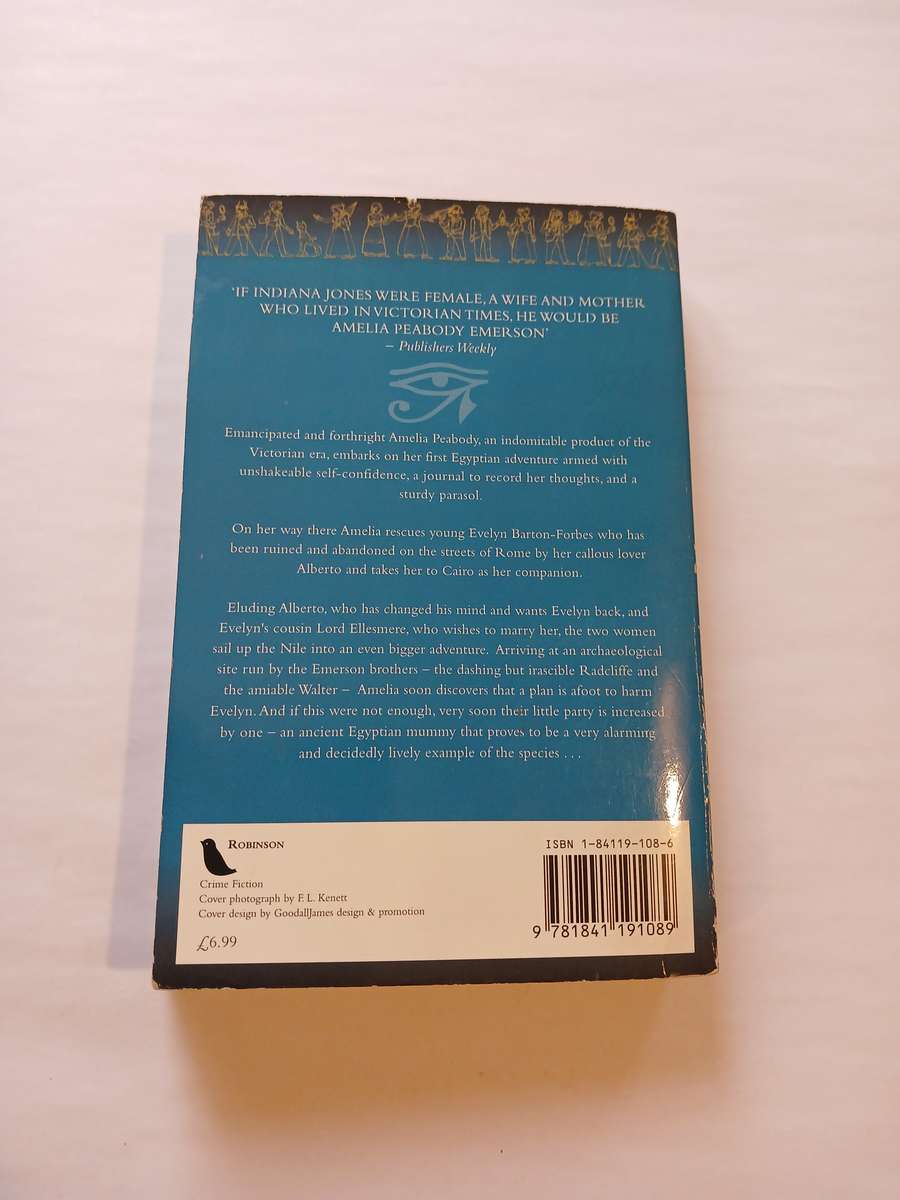 ‘IF INDIANA JONES WERE FEMALE, A WIFE AND MOTHER
WHO LIVED IN VICTORIAN TIMES, HE WOULD BE
AMELIA PEABODY EMERSON’
– Publishers Weekly
Emancipated and forthright Amelia Peabody, an indomitable product of the
Victorian era, embarks on her first Egyptian adventure armed with
unshakeable self-confidence, a journal to record her thoughts, and a
sturdy parasol.
On her way there Amelia rescues young Evelyn Barton-Forbes who has
been ruined and abandoned on the streets of Rome by her callous lover
Alberto and takes her to Cairo as her companion.
Eluding Alberto, who has changed his mind and wants Evelyn back, and
Evelyn's cousin Lord Ellesmere, who wishes to marry her, the two women
sail up the Nile into an even bigger adventure. Arriving at an archaeological
site run by the Emerson brothers – the dashing but irascible Radcliffe and
the amiable Walter – Amelia soon discovers that a plan is afoot to harm
Evelyn. And if this were not enough, very soon their little party is increased
by one – an ancient Egyptian mummy that proves to be a very alarming
and decidedly lively example of the species . . .
ROBINSON
Crime Fiction
Cover photograph by F. L. Kenett
Cover design by GoodallJames design & promotion
£6.99
ISBN 1-84119-108-6
9 781841 191089